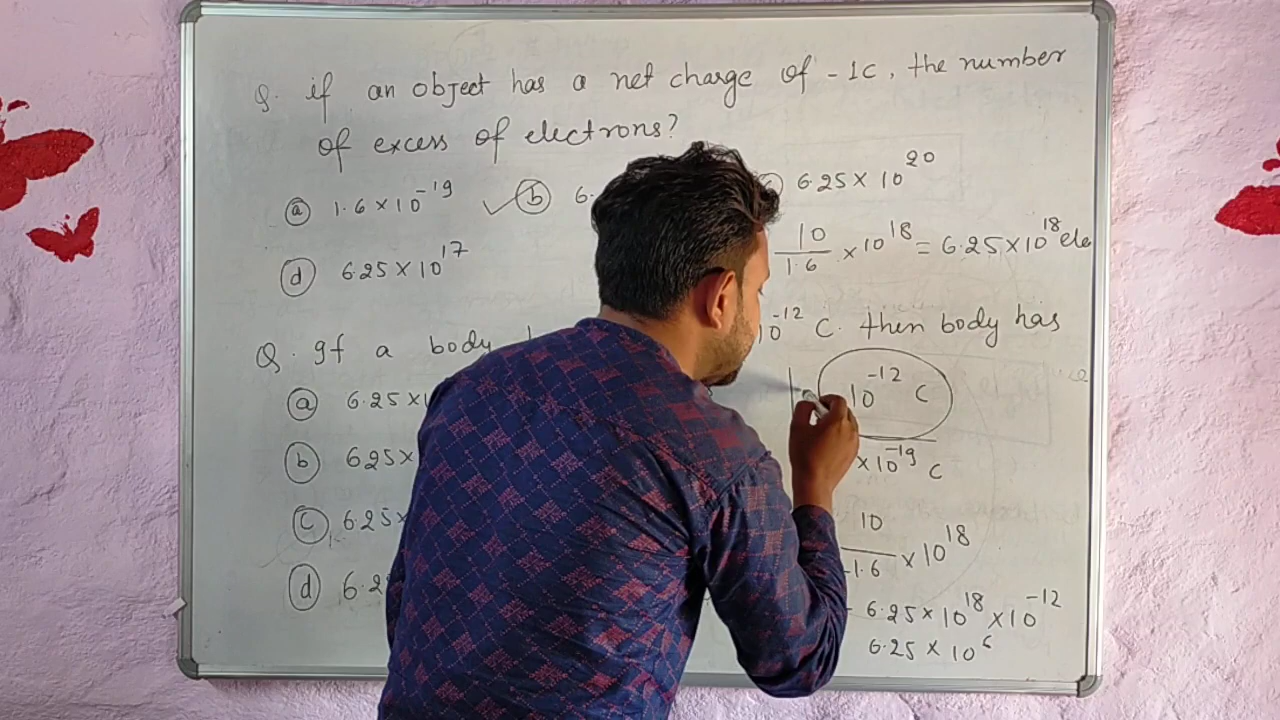 Q. if an object has a net charge of - 1C, the number
of excess of electrons?
(a) 1.6 × 10⁻¹⁹ ✓(b) 6. 6.25 × 10²⁰
10/1.6 × 10¹⁸ = 6.25 × 10¹⁸ ele
(d) 6.25 × 10¹⁷
Q. If a body 10⁻¹² C. then body has
(a) 6.25 ×
(b) 6.25 ×
(c) 6.25 ×
(d) 6.2
10⁻¹² C
× 10⁻¹⁹ C
10/1.6 × 10¹⁸
6.25 × 10¹⁸ × 10⁻¹²
6.25 × 10⁶